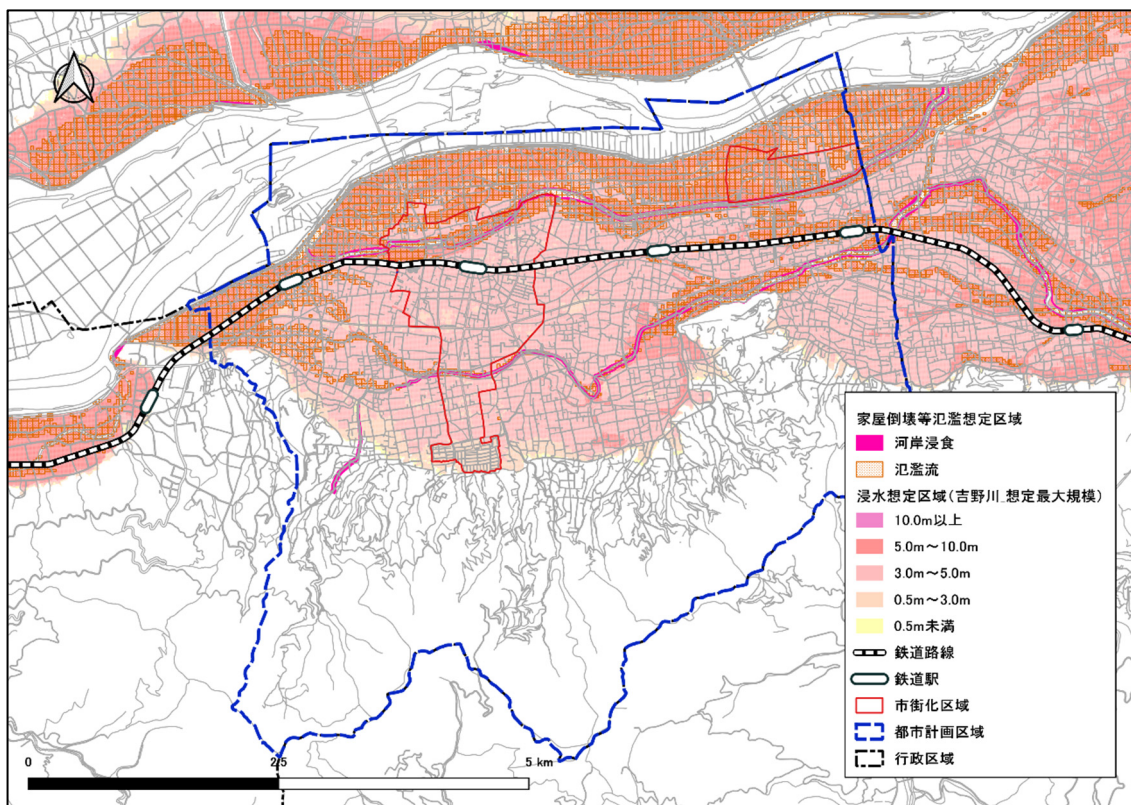 家屋倒壊等氾濫想定区域
河岸浸食
氾濫流
浸水想定区域(吉野川_想定最大規模)
10.0m以上
5.0m～10.0m
3.0m～5.0m
0.5m～3.0m
0.5m未満
鉄道路線
鉄道駅
市街化区域
都市計画区域
行政区域
0 2.5 5 km